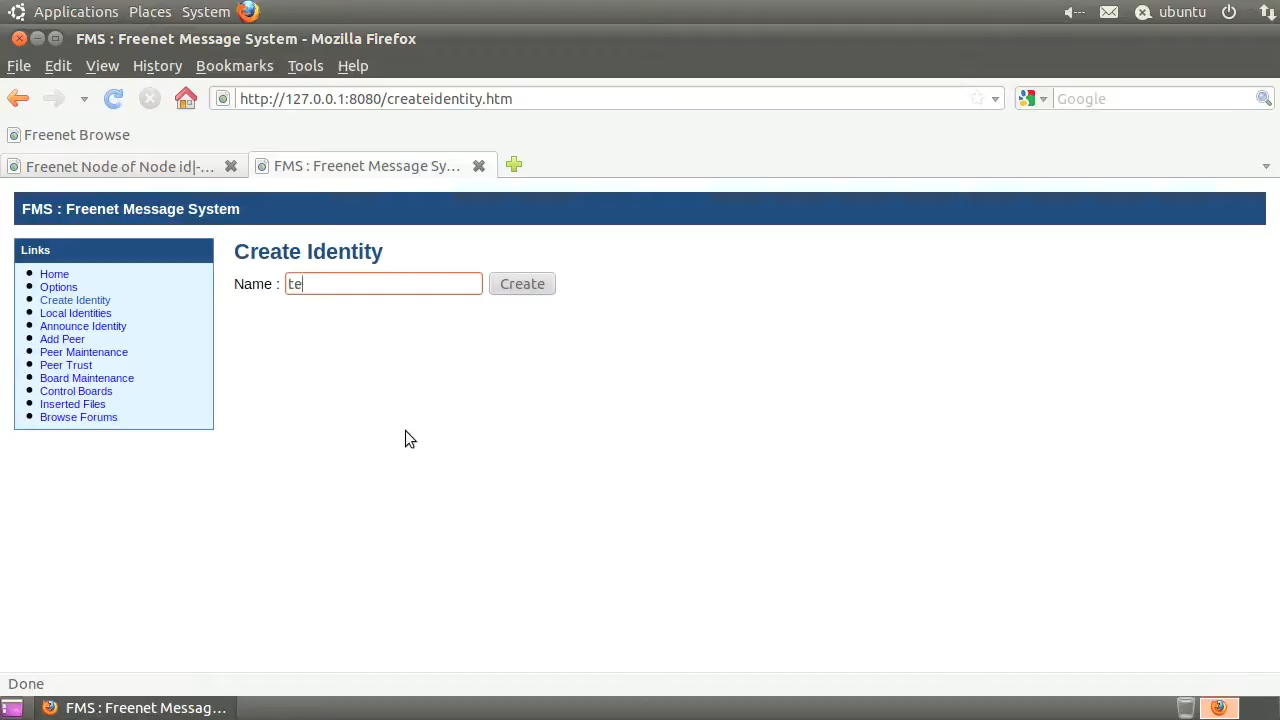 Applications Places System ubuntu
FMS : Freenet Message System - Mozilla Firefox
File Edit View History Bookmarks Tools Help
http://127.0.0.1:8080/createidentity.htm Google
Freenet Browse
Freenet Node of Node id|-... FMS : Freenet Message Sy...
FMS : Freenet Message System
Links
Home
Options
Create Identity
Local Identities
Announce Identity
Add Peer
Peer Maintenance
Peer Trust
Board Maintenance
Control Boards
Inserted Files
Browse Forums
Create Identity
Name : te Create
Done
FMS : Freenet Messag...